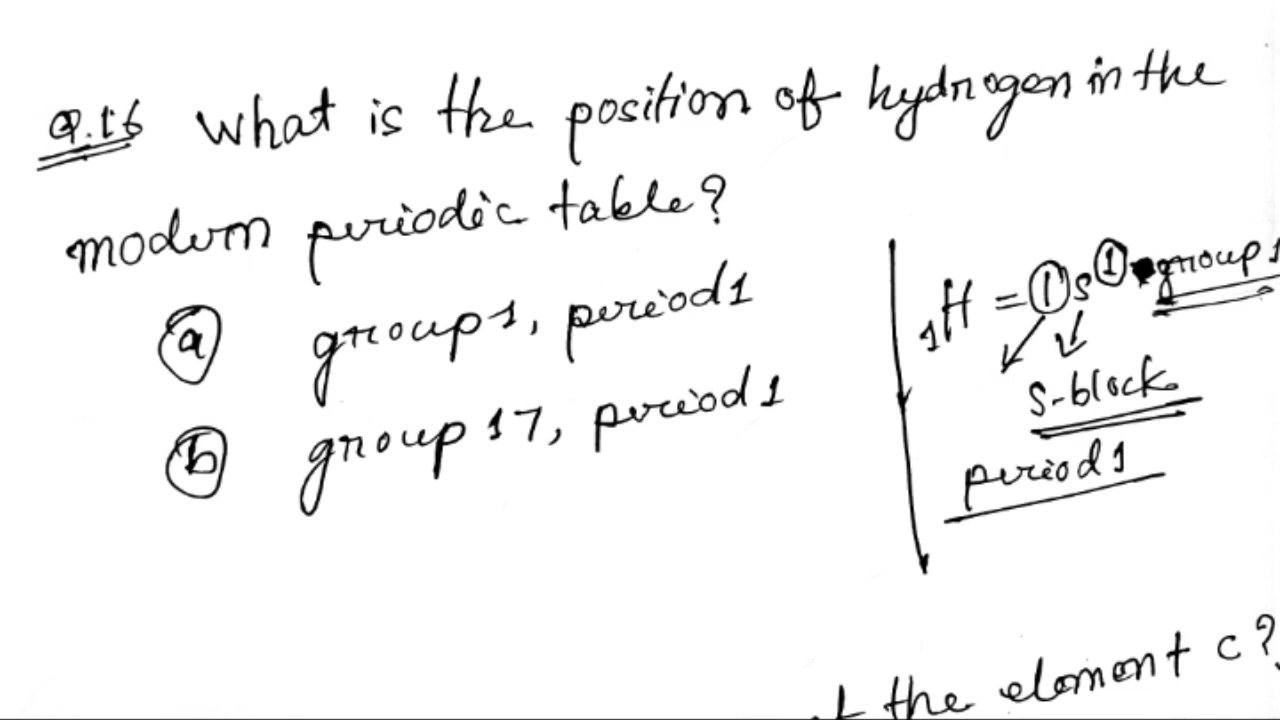 Q.16 What is the position of hydrogen in the
modern periodic table?
a group 1, period 1
b group 17, period 1
1H = 1s1 group 1
s-block
period 1
the element c?